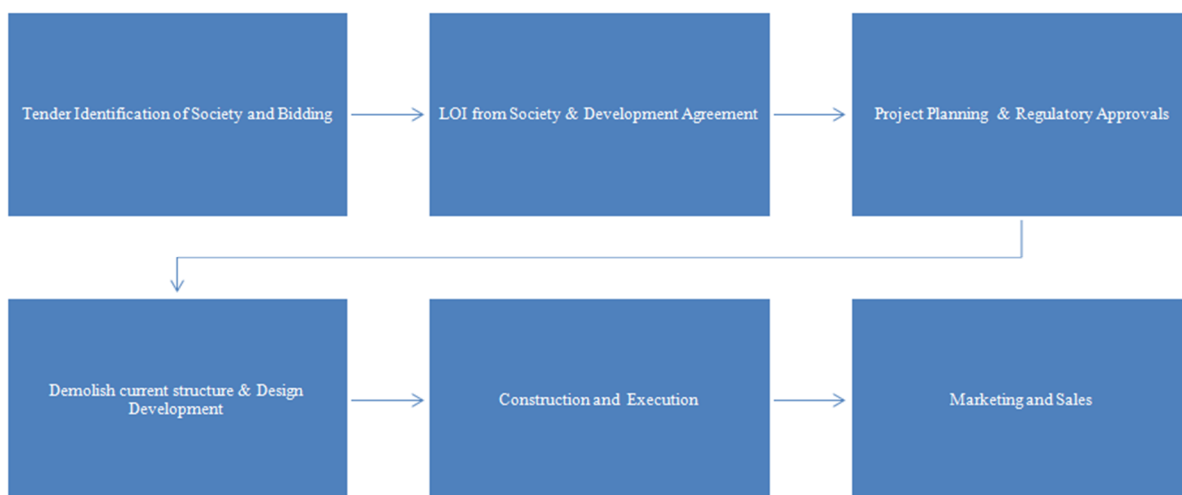 Tender Identification of Society and Bidding
LOI from Society & Development Agreement
Project Planning & Regulatory Approvals
Demolish current structure & Design
Development
Construction and Execution
Marketing and Sales